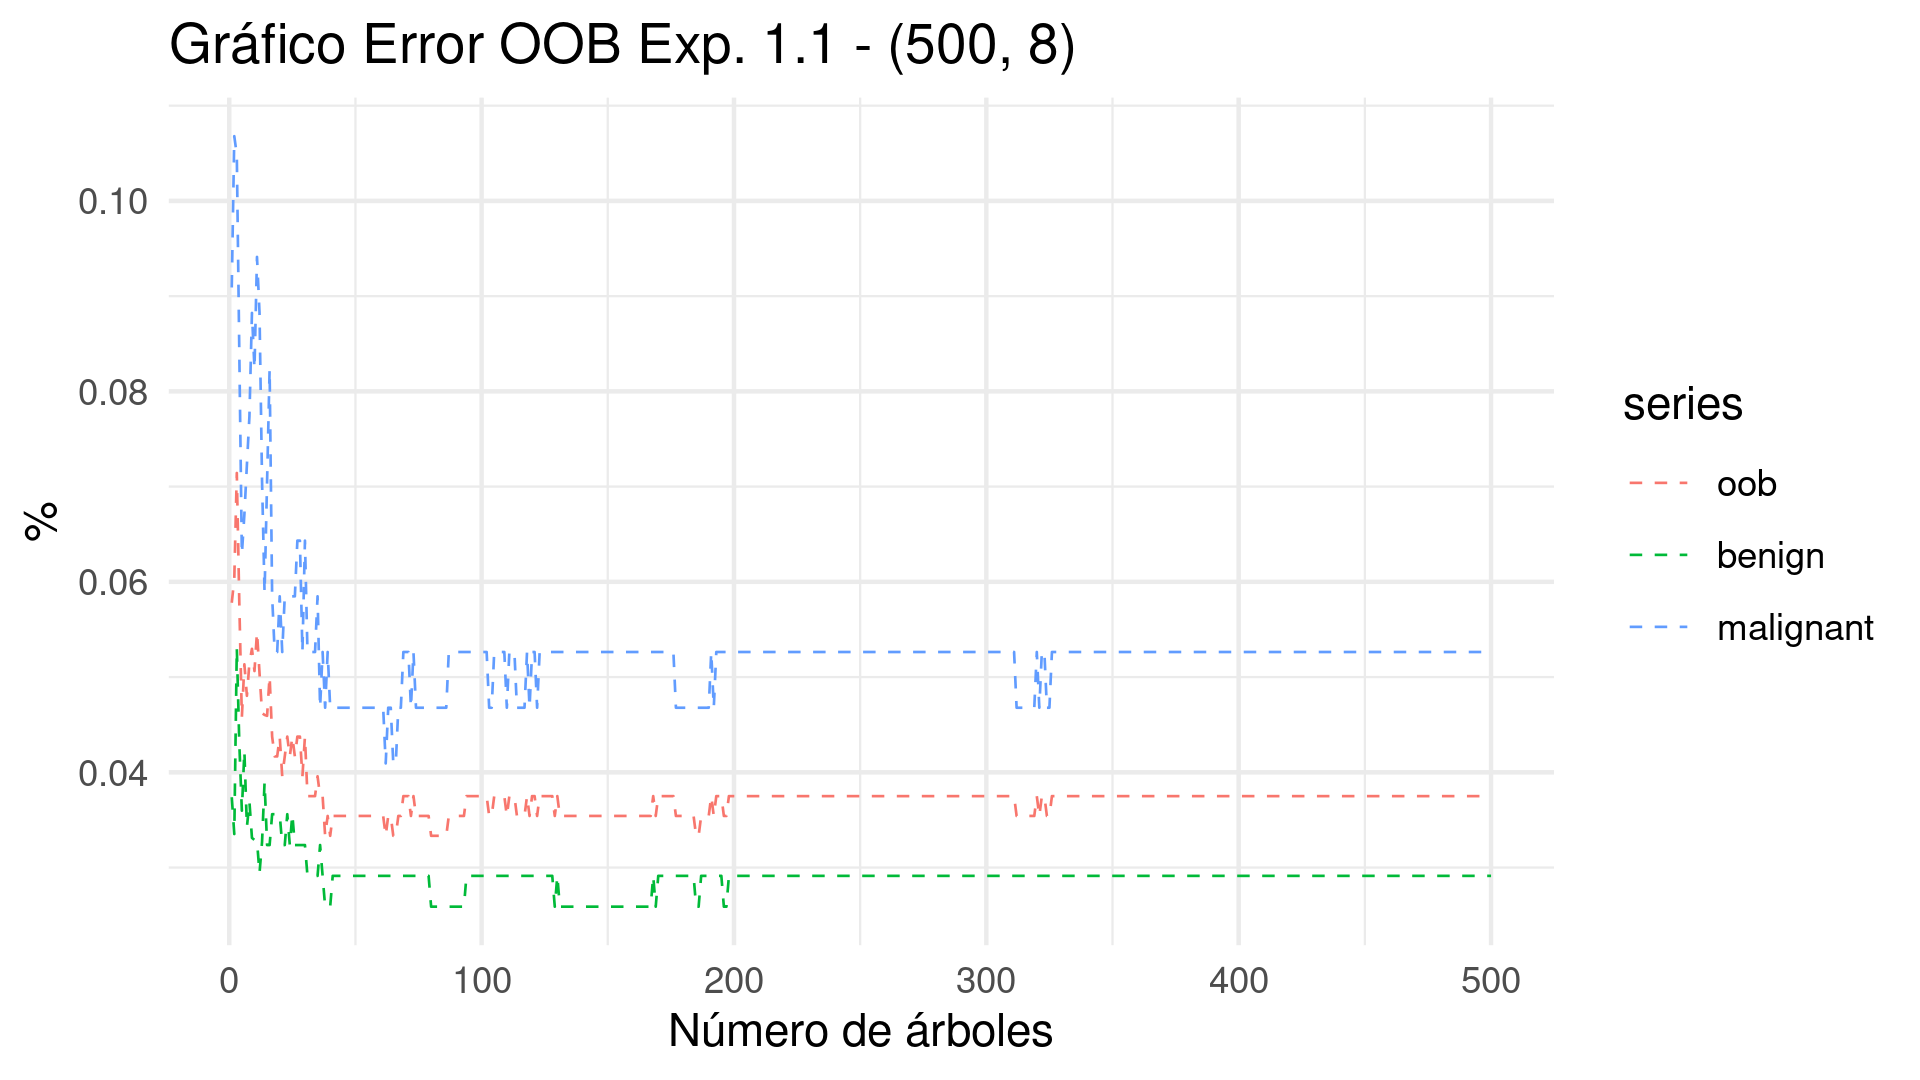 Gráfico Error OOB Exp. 1.1 - (500, 8)
0.10
0.08
0.06
0.04
%
0 100 200 300 400 500
Número de árboles
series
oob
benign
malignant